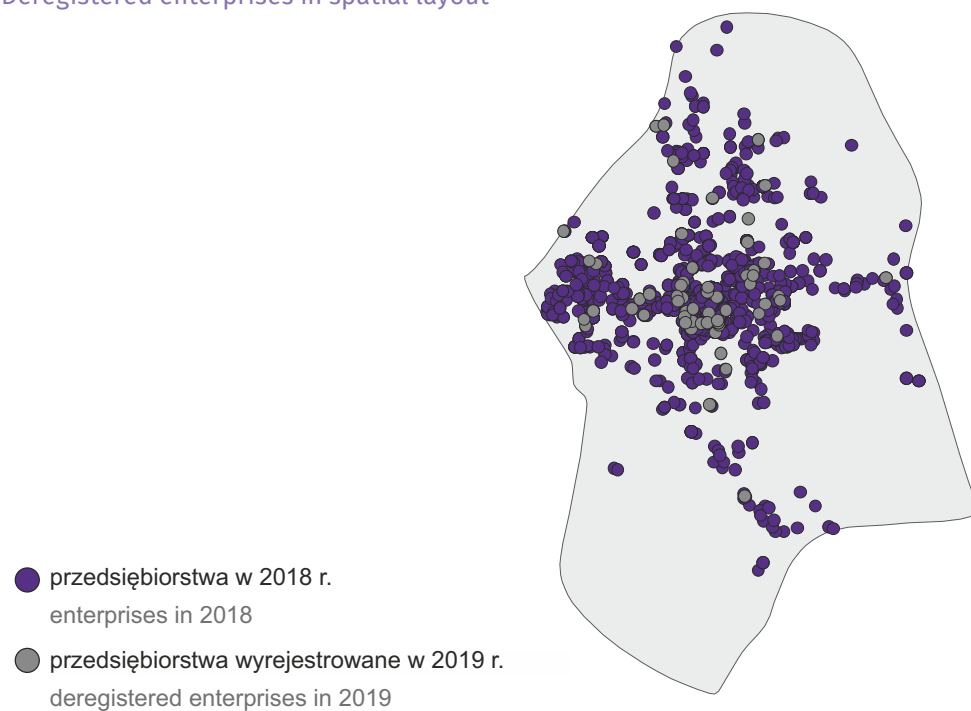 Deregistered enterprises in spatial layout
przedsiębiorstwa w 2018 r.
enterprises in 2018
przedsiębiorstwa wyrejestrowane w 2019 r.
deregistered enterprises in 2019